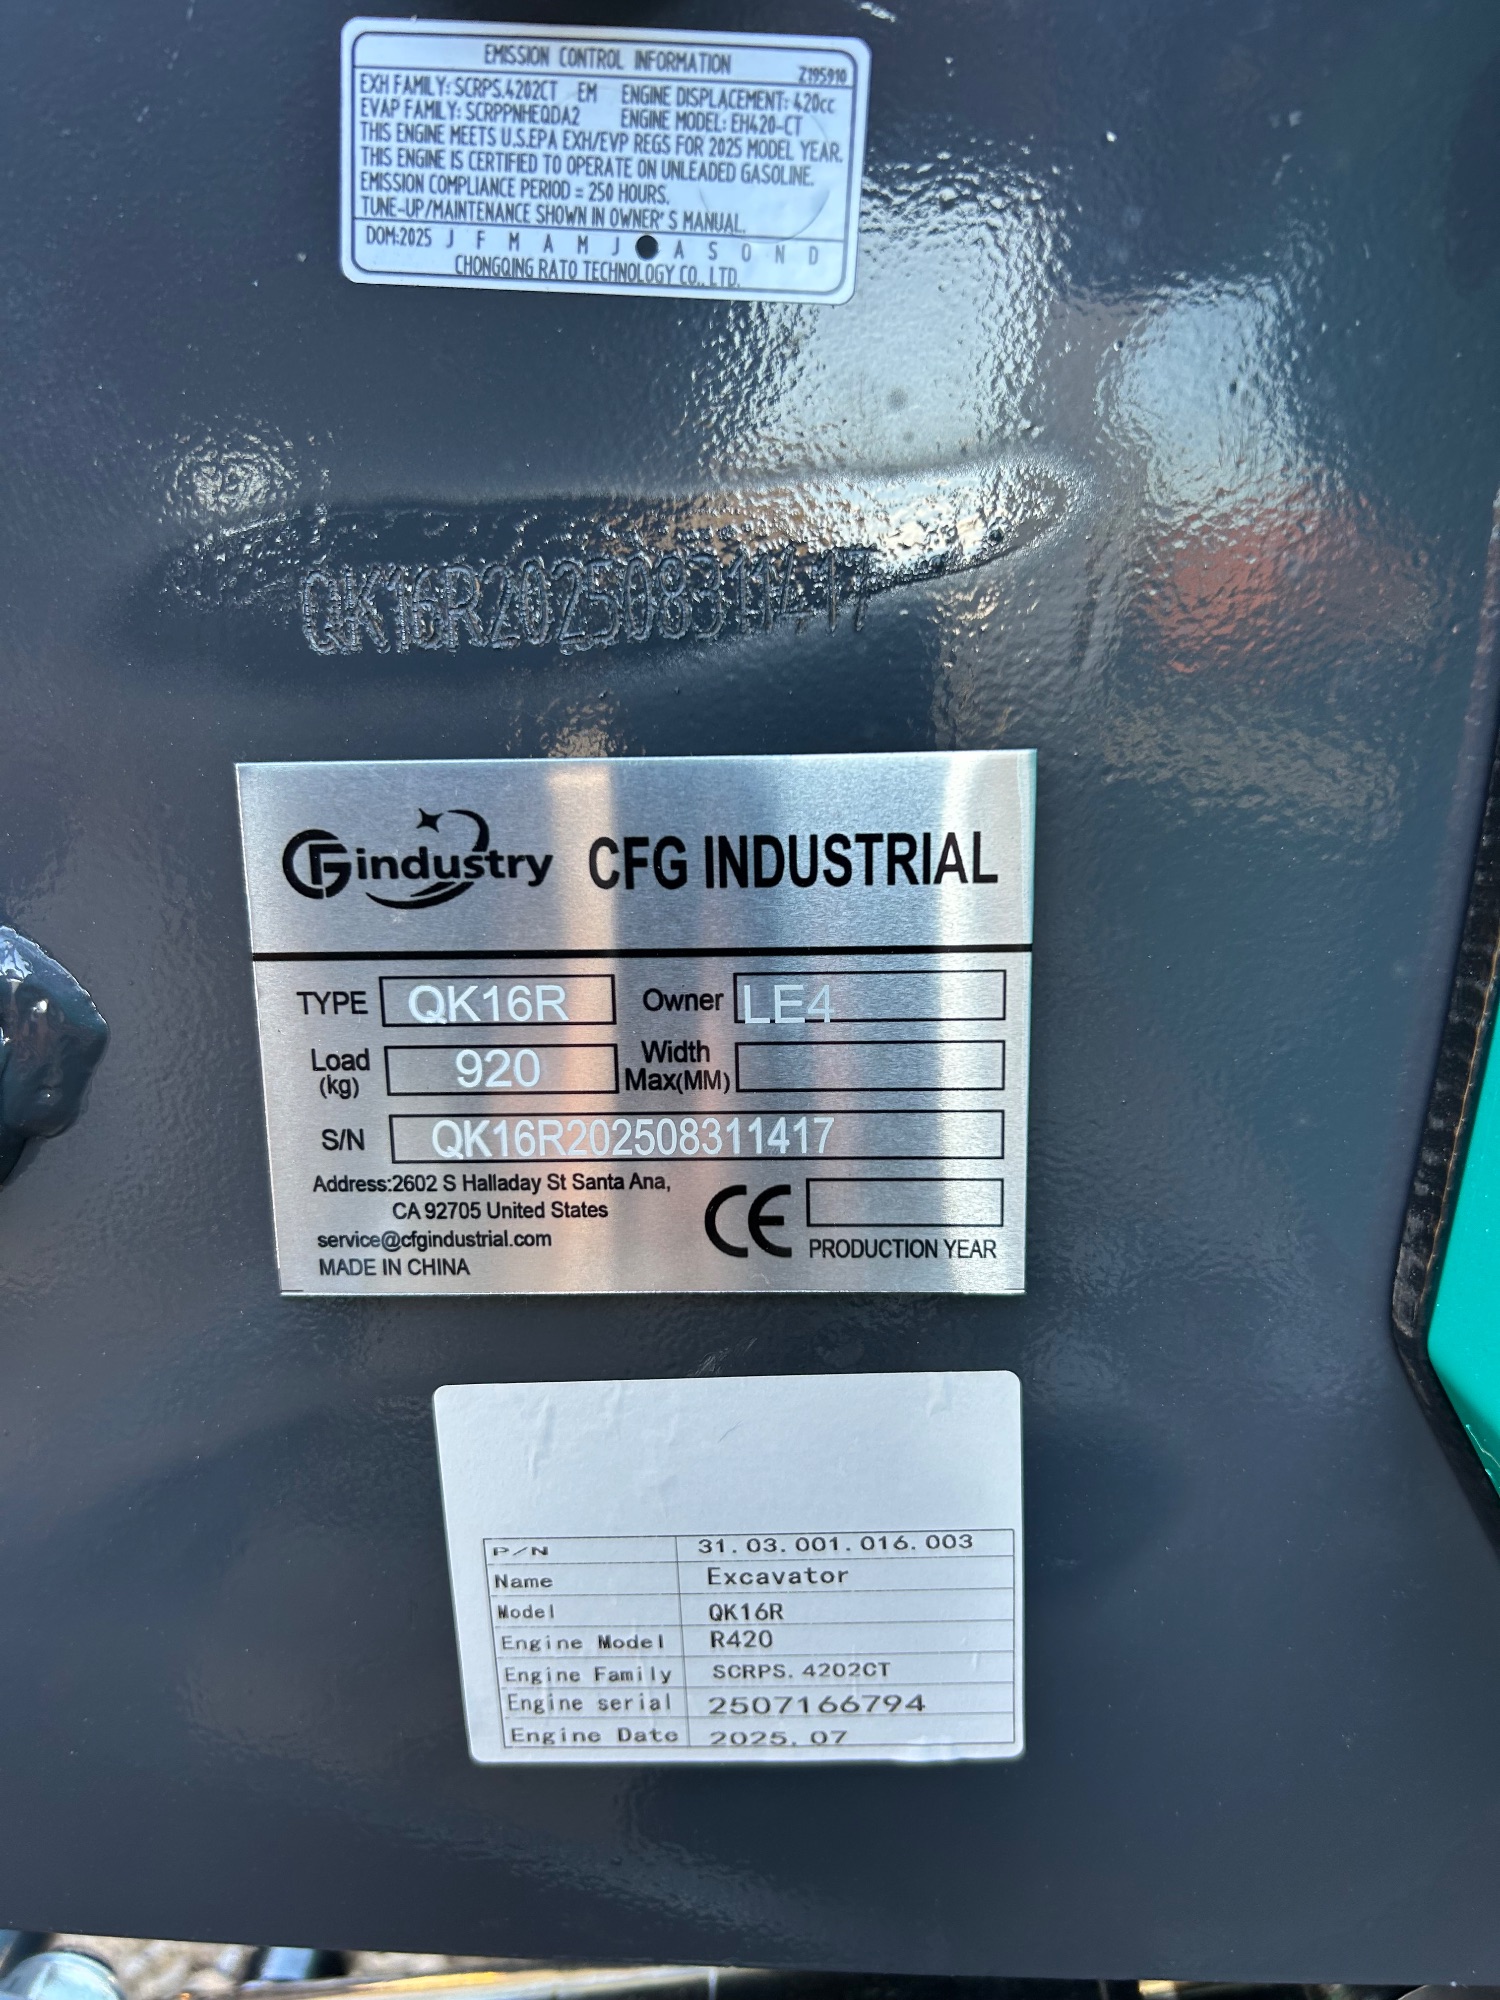 EMISSION CONTROL INFORMATION
Z195910
EXH FAMILY: SCRPS.4202CT EM ENGINE DISPLACEMENT: 420cc
EVAP FAMILY: SCRPPNHEQDA2 ENGINE MODEL: EH420-CT
THIS ENGINE MEETS U.S.EPA EXH/EVP REGS FOR 2025 MODEL YEAR.
THIS ENGINE IS CERTIFIED TO OPERATE ON UNLEADED GASOLINE.
EMISSION COMPLIANCE PERIOD = 250 HOURS.
TUNE-UP/MAINTENANCE SHOWN IN OWNER'S MANUAL.
DOM:2025 J F M A M J ● A S O N D
CHONGQING RATO TECHNOLOGY CO., LTD.
QK16R202508311417
CFG industry CFG INDUSTRIAL
TYPE QK16R Owner LE4
Load (kg) 920 Width Max(MM)
S/N QK16R202508311417
Address:2602 S Halladay St Santa Ana,
CA 92705 United States
service@cfgindustrial.com
MADE IN CHINA
CE PRODUCTION YEAR
P/N 31.03.001.016.003
Name Excavator
Model QK16R
Engine Model R420
Engine Family SCRPS.4202CT
Engine serial 2507166794
Engine Date 2025.07